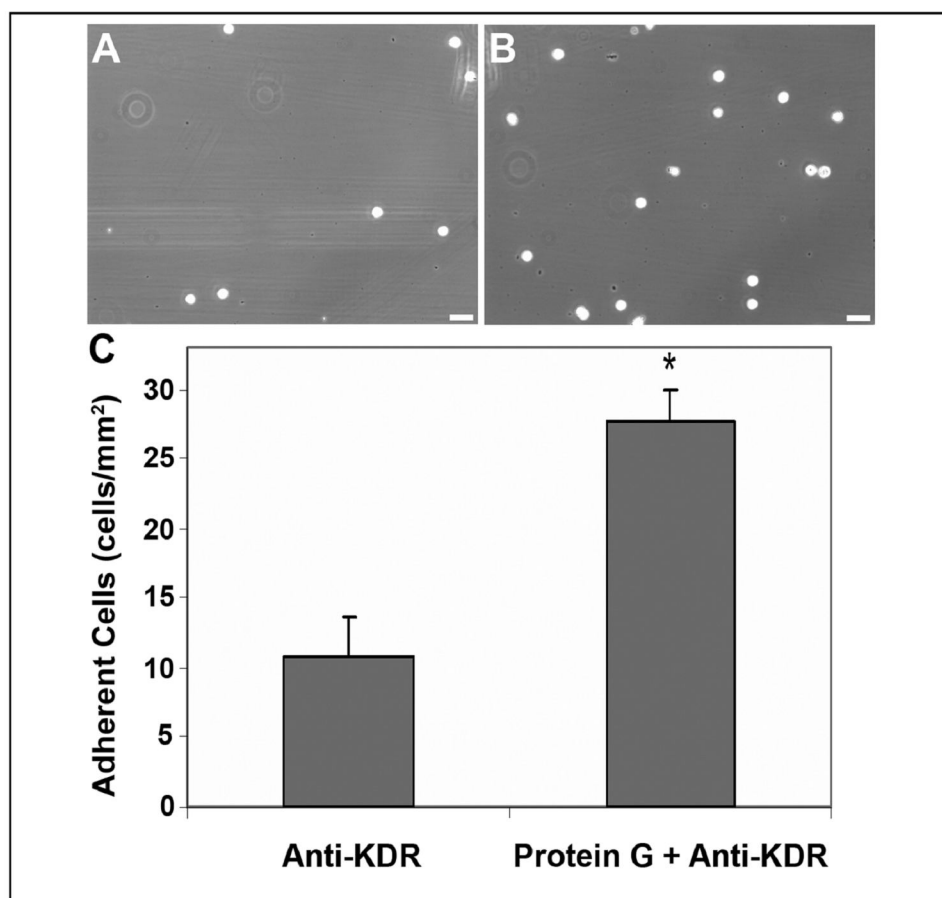 A
B
C
Adherent Cells (cells/mm²)
30
25
20
15
10
5
0
*
Anti-KDR
Protein G + Anti-KDR